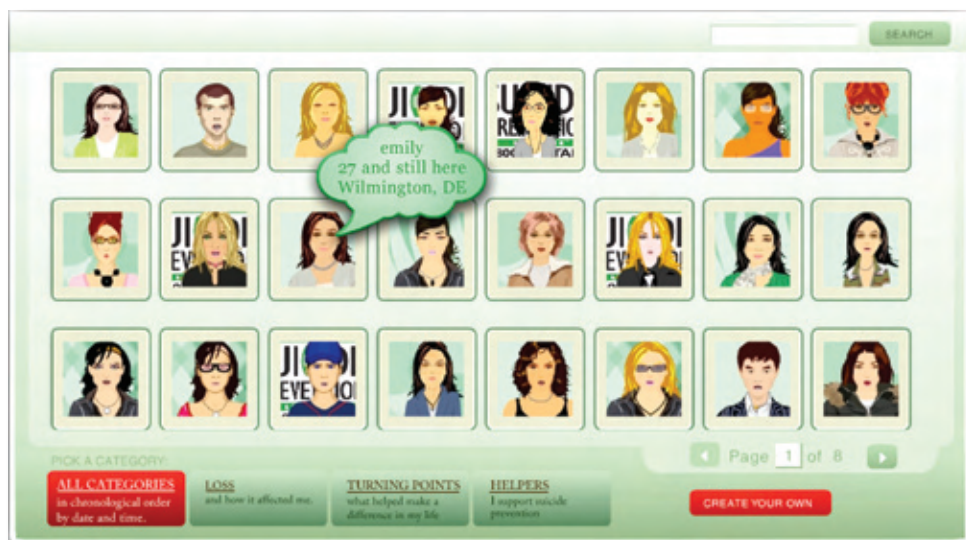 SEARCH
emily
27 and still here
Wilmington, DE
PICK A CATEGORY:
ALL CATEGORIES
in chronological order
by date and time.
LOSS
and how it affected me.
TURNING POINTS
what helped make a
difference in my life
HELPERS
I support suicide
prevention
Page 1 of 8
CREATE YOUR OWN